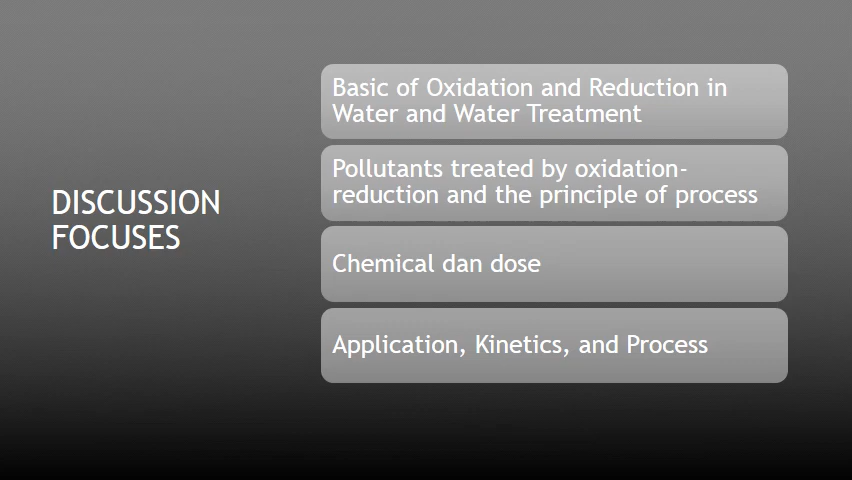 DISCUSSION
FOCUSES
Basic of Oxidation and Reduction in
Water and Water Treatment
Pollutants treated by oxidation-
reduction and the principle of process
Chemical dan dose
Application, Kinetics, and Process